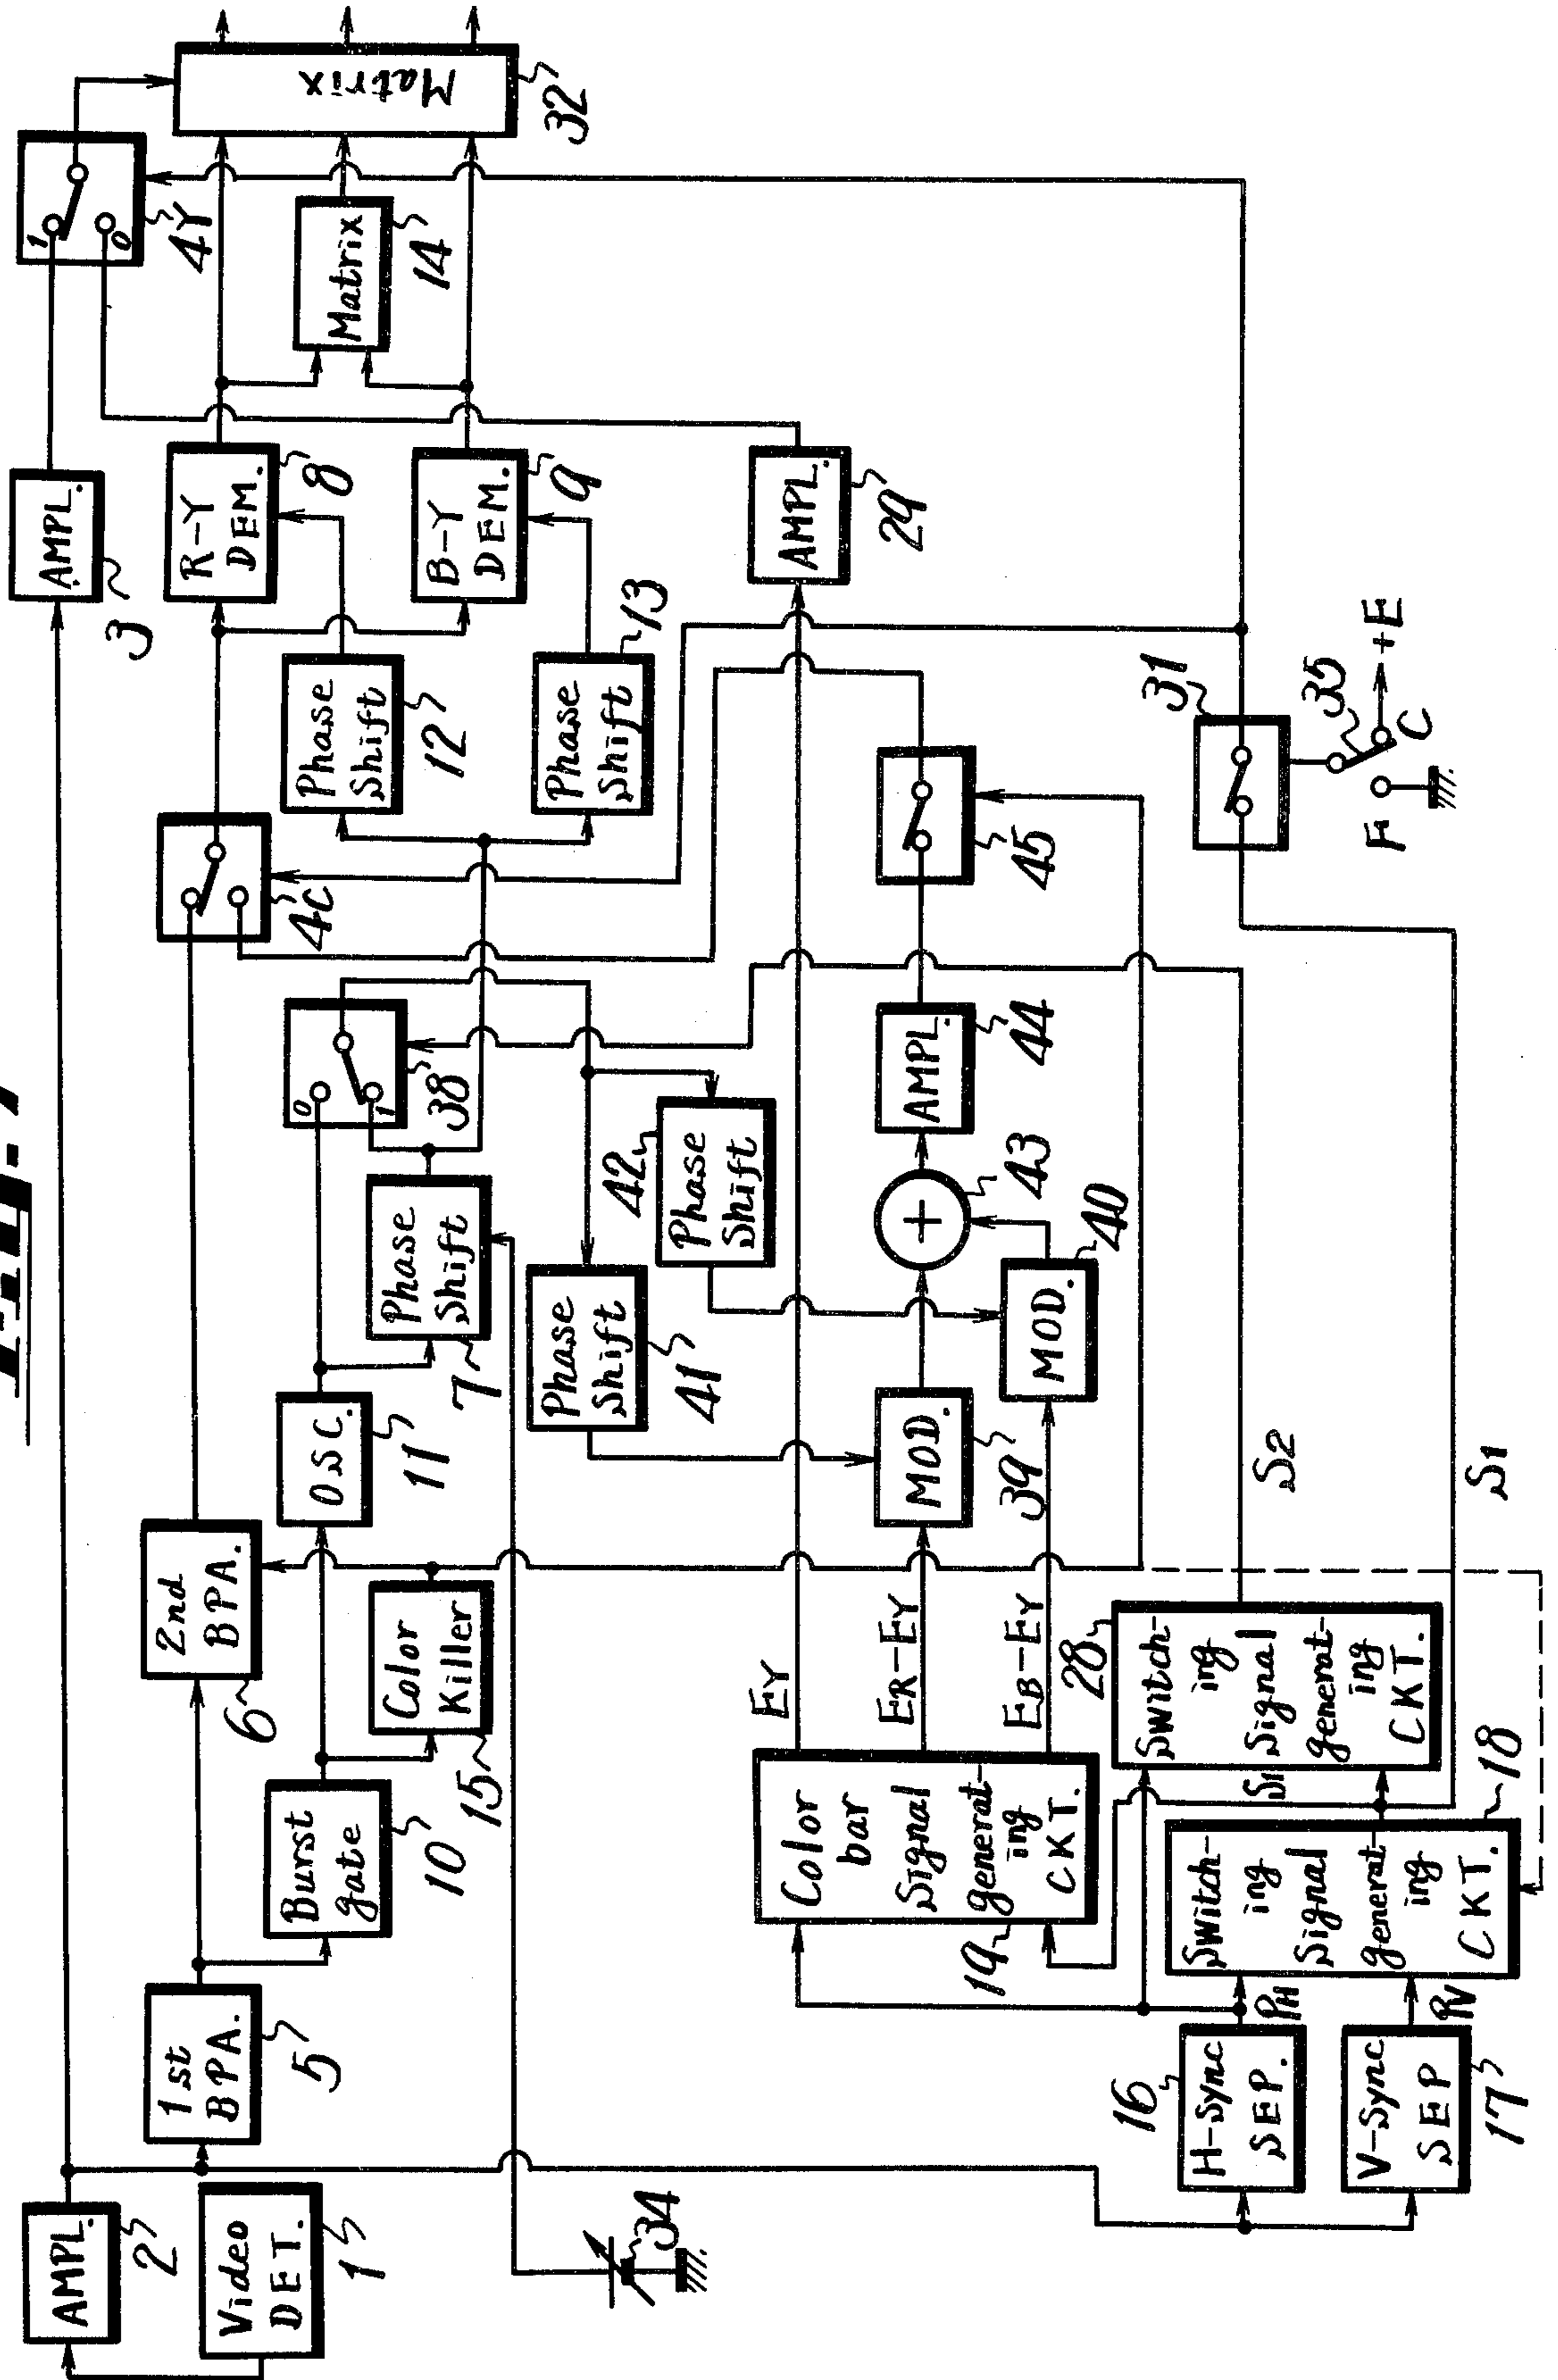 AMPL.
2
Video
DET.
1
1st
BPA.
5
2nd
BPA.
6
Burst
gate
10
Color
Killer
15
OSC.
11
Phase
Shift
7
0
1
38
4C
AMPL.
3
R-Y
DEM.
8
B-Y
DEM.
9
Phase
Shift
12
Phase
Shift
13
1
0
4Y
Matrix
14
Matrix
32
34
Phase
Shift
41
Phase
Shift
42
Color
bar
Signal
generat-
ing
CKT.
19
EY
ER-EY
EB-EY
MOD.
39
MOD.
40
+
43
AMPL.
44
45
AMPL.
29
H-Sync
SEP.
16
V-Sync
SEP
17
PH
PV
Switch-
ing
Signal
generat-
ing
CKT.
18
S1
Switch-
ing
Signal
generat-
ing
CKT.
28
S2
S1
31
35
+E
F
C